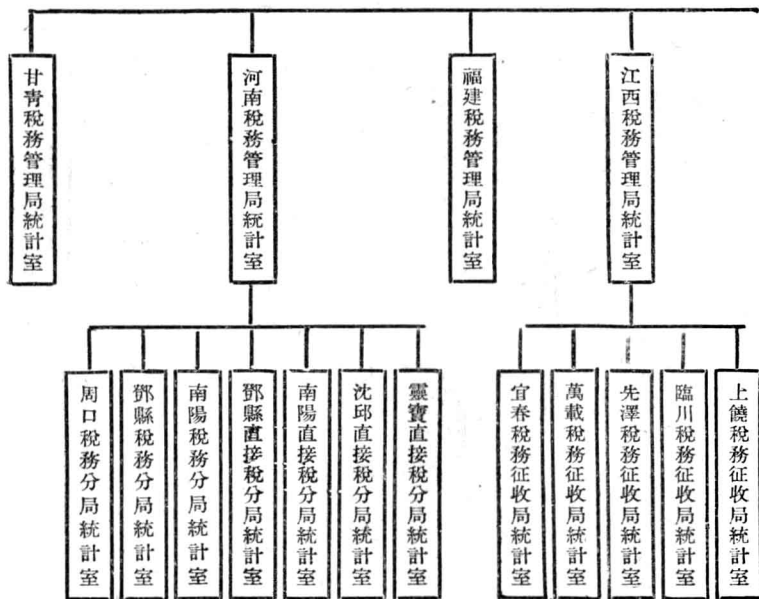 江西稅務管理局統計室
福建稅務管理局統計室
河南稅務管理局統計室
甘青稅務管理局統計室
上饒稅務征收局統計室
臨川稅務征收局統計室
先澤稅務征收局統計室
萬載稅務征收局統計室
宜春稅務征收局統計室
靈寶直接稅分局統計室
沈邱直接稅分局統計室
南陽直接稅分局統計室
鄧縣直接稅分局統計室
南陽稅務分局統計室
鄧縣稅務分局統計室
周口稅務分局統計室